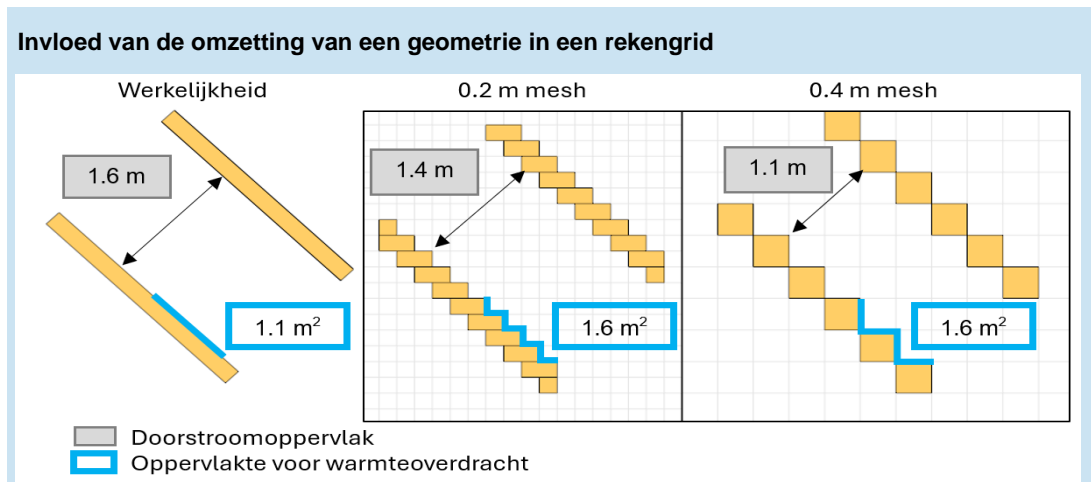 Invloed van de omzetting van een geometrie in een rekengrid
Werkelijkheid
0.2 m mesh
0.4 m mesh
1.6 m
1.4 m
1.1 m
1.1 m²
1.6 m²
1.6 m²
Doorstroomoppervlak
Oppervlakte voor warmteoverdracht